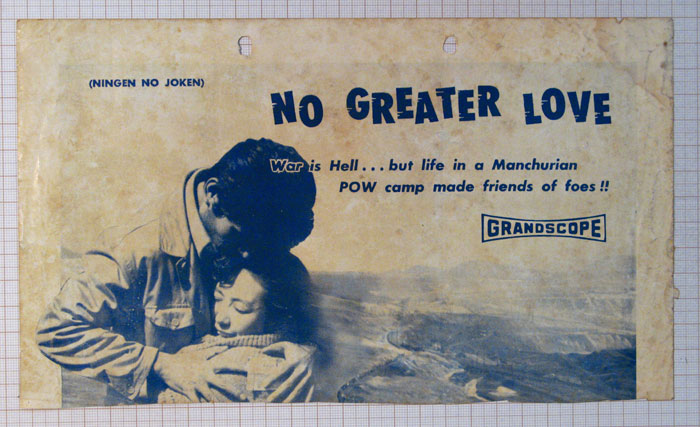 (NINGEN NO JOKEN)
NO GREATER LOVE
War is Hell...but life in a Manchurian
POW camp made friends of foes!!
GRANDSCOPE